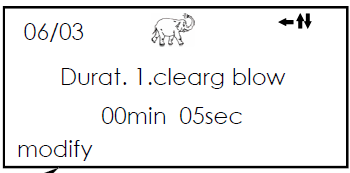 06/03
Durat. 1.clearg blow
00min 05sec
modify